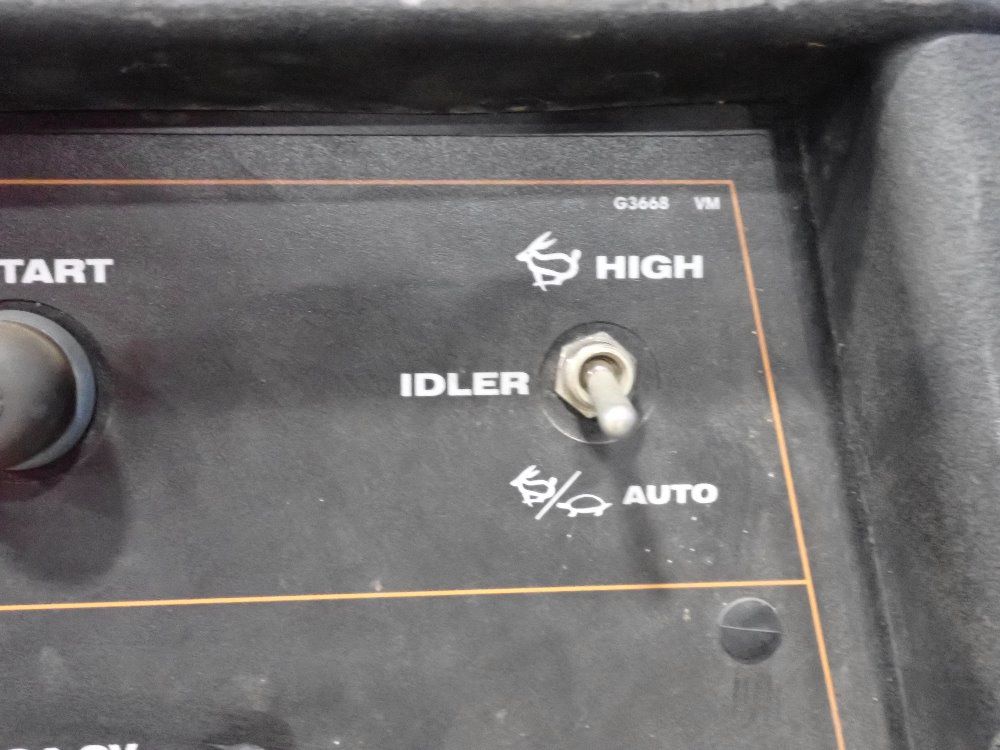 G3668 VM
TART
HIGH
IDLER
AUTO